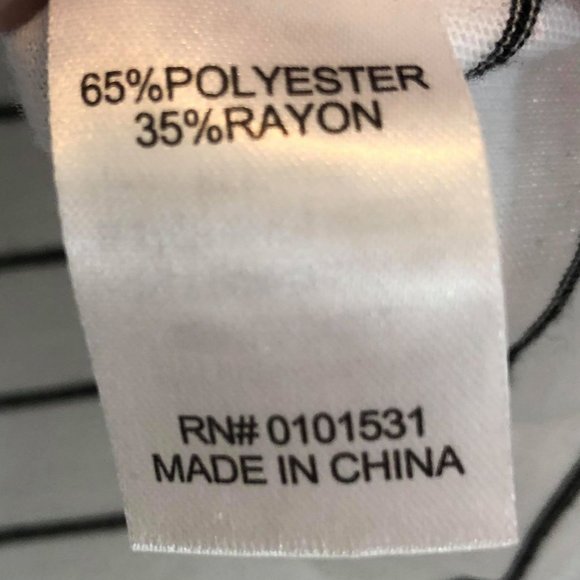 65%POLYESTER
35%RAYON
RN# 0101531
MADE IN CHINA